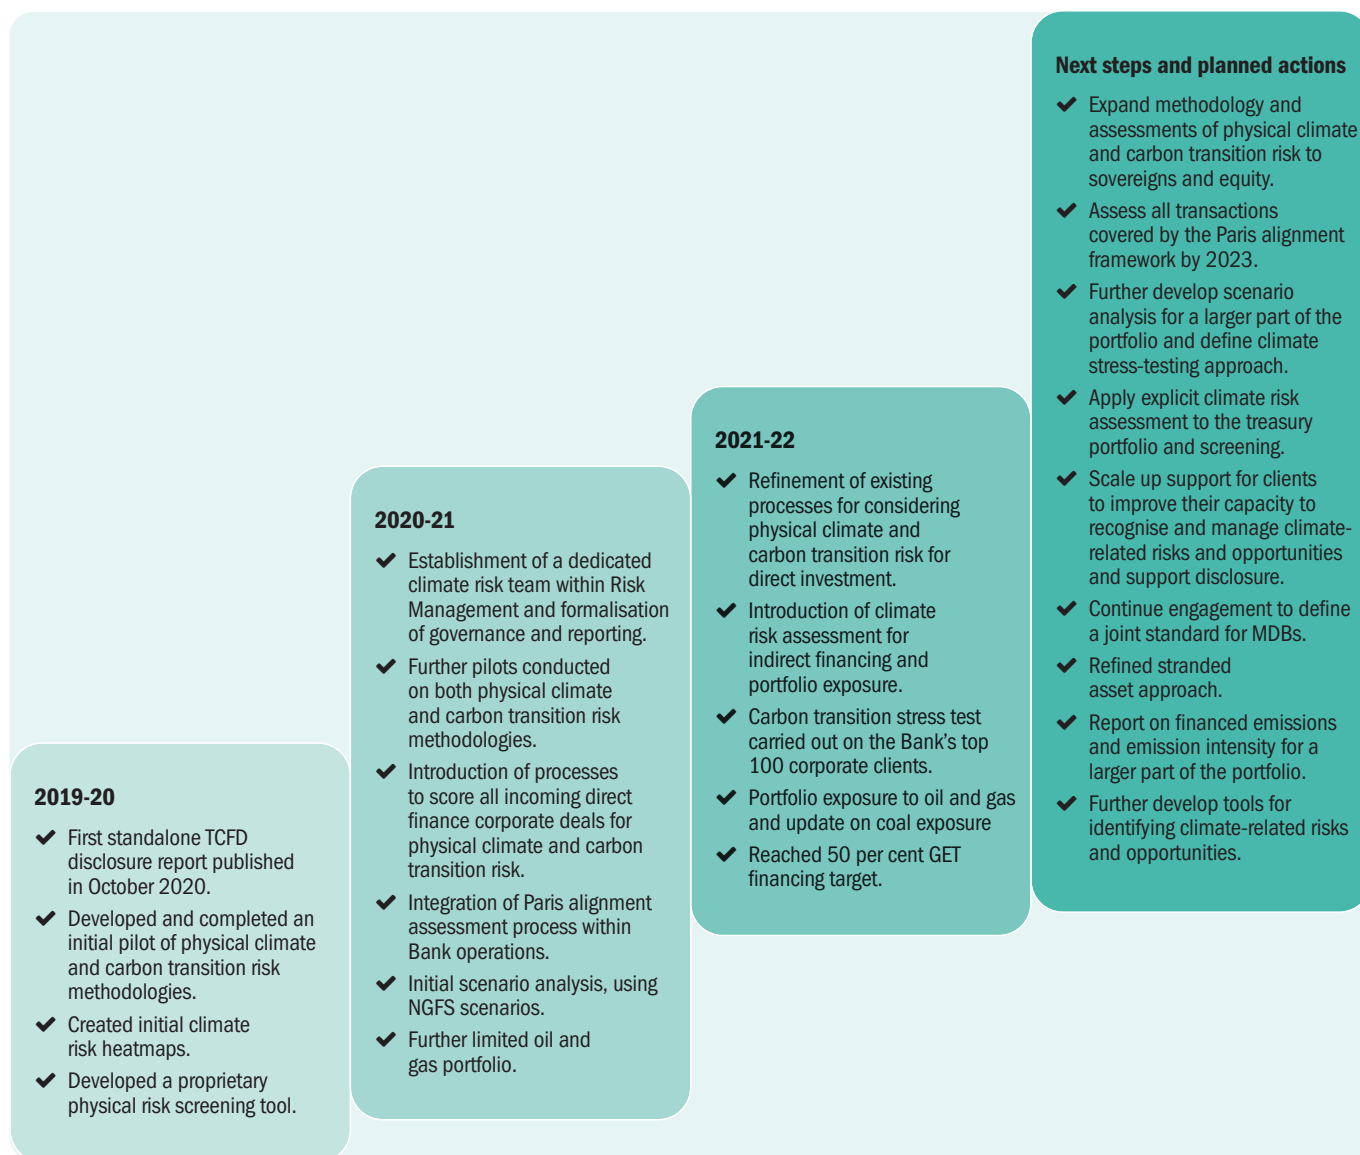 2019-20
First standalone TCFD
disclosure report published
in October 2020.
Developed and completed an
initial pilot of physical climate
and carbon transition risk
methodologies.
Created initial climate
risk heatmaps.
Developed a proprietary
physical risk screening tool.
2020-21
Establishment of a dedicated
climate risk team within Risk
Management and formalisation
of governance and reporting.
Further pilots conducted
on both physical climate
and carbon transition risk
methodologies.
Introduction of processes
to score all incoming direct
finance corporate deals for
physical climate and carbon
transition risk.
Integration of Paris alignment
assessment process within
Bank operations.
Initial scenario analysis, using
NGFS scenarios.
Further limited oil and
gas portfolio.
2021-22
Refinement of existing
processes for considering
physical climate and
carbon transition risk for
direct investment.
Introduction of climate
risk assessment for
indirect financing and
portfolio exposure.
Carbon transition stress test
carried out on the Bank's top
100 corporate clients.
Portfolio exposure to oil and gas
and update on coal exposure
Reached 50 per cent GET
financing target.
Next steps and planned actions
Expand methodology and
assessments of physical climate
and carbon transition risk to
sovereigns and equity.
Assess all transactions
covered by the Paris alignment
framework by 2023.
Further develop scenario
analysis for a larger part of the
portfolio and define climate
stress-testing approach.
Apply explicit climate risk
assessment to the treasury
portfolio and screening.
Scale up support for clients
to improve their capacity to
recognise and manage climate-
related risks and opportunities
and support disclosure.
Continue engagement to define
a joint standard for MDBs.
Refined stranded
asset approach.
Report on financed emissions
and emission intensity for a
larger part of the portfolio.
Further develop tools for
identifying climate-related risks
and opportunities.